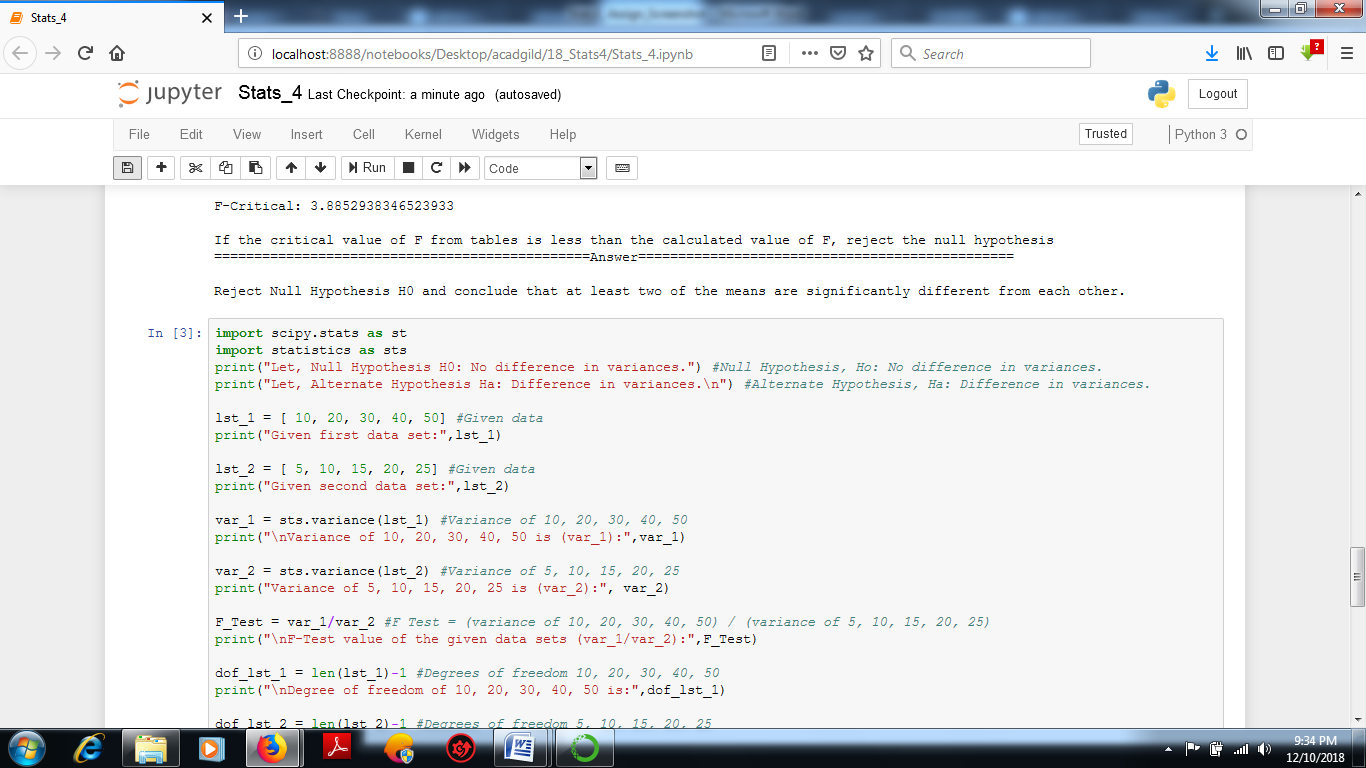 Stats_4
localhost:8888/notebooks/Desktop/acadgild/18_Stats4/Stats_4.ipynb
Search
jupyter Stats_4 Last Checkpoint: a minute ago (autosaved)
Logout
File Edit View Insert Cell Kernel Widgets Help
Trusted
Python 3
Run
Code
F-Critical: 3.8852938346523933
If the critical value of F from tables is less than the calculated value of F, reject the null hypothesis
===============================================Answer===============================================
Reject Null Hypothesis H0 and conclude that at least two of the means are significantly different from each other.
In [3]:
import scipy.stats as st
import statistics as sts
print("Let, Null Hypothesis H0: No difference in variances.") #Null Hypothesis, Ho: No difference in variances.
print("Let, Alternate Hypothesis Ha: Difference in variances.\n") #Alternate Hypothesis, Ha: Difference in variances.
lst_1 = [ 10, 20, 30, 40, 50] #Given data
print("Given first data set:",lst_1)
lst_2 = [ 5, 10, 15, 20, 25] #Given data
print("Given second data set:",lst_2)
var_1 = sts.variance(lst_1) #Variance of 10, 20, 30, 40, 50
print("\nVariance of 10, 20, 30, 40, 50 is (var_1):",var_1)
var_2 = sts.variance(lst_2) #Variance of 5, 10, 15, 20, 25
print("Variance of 5, 10, 15, 20, 25 is (var_2):", var_2)
F_Test = var_1/var_2 #F Test = (variance of 10, 20, 30, 40, 50) / (variance of 5, 10, 15, 20, 25)
print("\nF-Test value of the given data sets (var_1/var_2):",F_Test)
dof_lst_1 = len(lst_1)-1 #Degrees of freedom 10, 20, 30, 40, 50
print("\nDegree of freedom of 10, 20, 30, 40, 50 is:",dof_lst_1)
dof_lst_2 = len(lst_2)-1 #Degrees of freedom 5, 10, 15, 20, 25
9:34 PM
12/10/2018